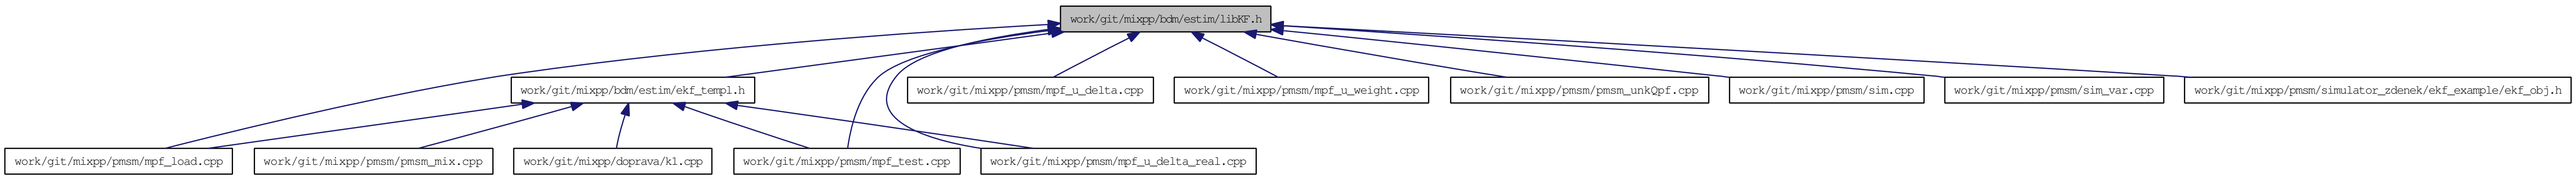 work/git/mixpp/bdm/estim/libKF.h
work/git/mixpp/bdm/estim/ekf_templ.h
work/git/mixpp/pmsm/mpf_u_delta.cpp
work/git/mixpp/pmsm/mpf_u_weight.cpp
work/git/mixpp/pmsm/pmsm_unkQpf.cpp
work/git/mixpp/pmsm/sim.cpp
work/git/mixpp/pmsm/sim_var.cpp
work/git/mixpp/pmsm/simulator_zdenek/ekf_example/ekf_obj.h
work/git/mixpp/pmsm/mpf_load.cpp
work/git/mixpp/pmsm/pmsm_mix.cpp
work/git/mixpp/doprava/k1.cpp
work/git/mixpp/pmsm/mpf_test.cpp
work/git/mixpp/pmsm/mpf_u_delta_real.cpp